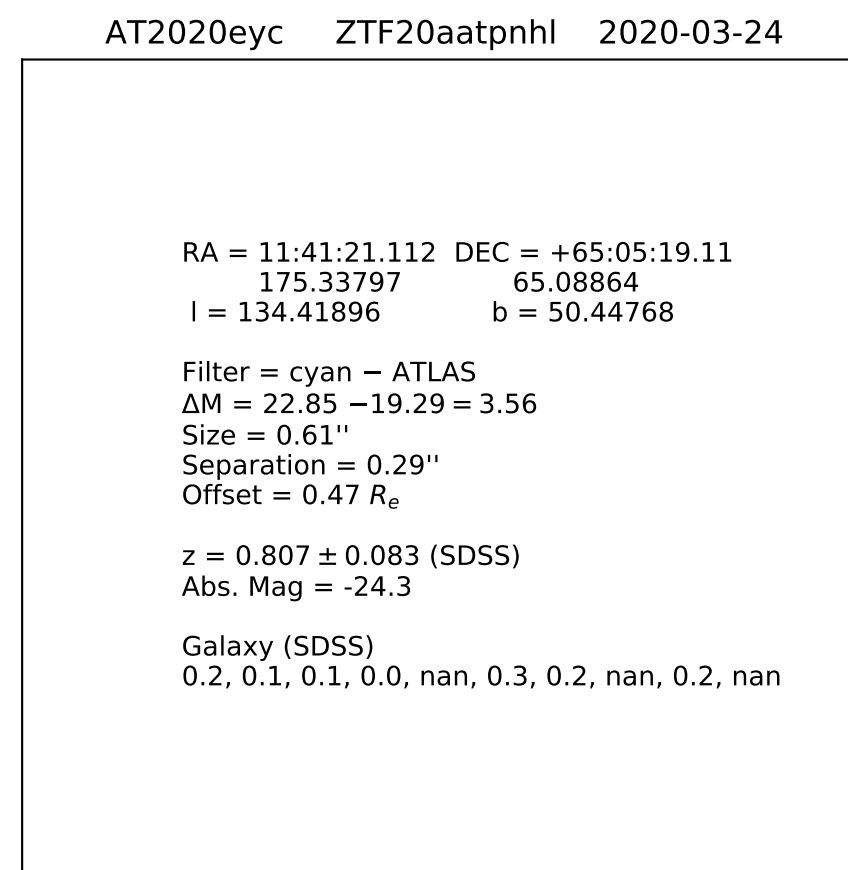 AT2020eyc ZTF20aatpnhl 2020-03-24
RA = 11:41:21.112 DEC = +65:05:19.11
175.33797 65.08864
l = 134.41896 b = 50.44768
Filter = cyan − ATLAS
ΔM = 22.85 −19.29 = 3.56
Size = 0.61''
Separation = 0.29''
Offset = 0.47 Re
z = 0.807 ± 0.083 (SDSS)
Abs. Mag = -24.3
Galaxy (SDSS)
0.2, 0.1, 0.1, 0.0, nan, 0.3, 0.2, nan, 0.2, nan